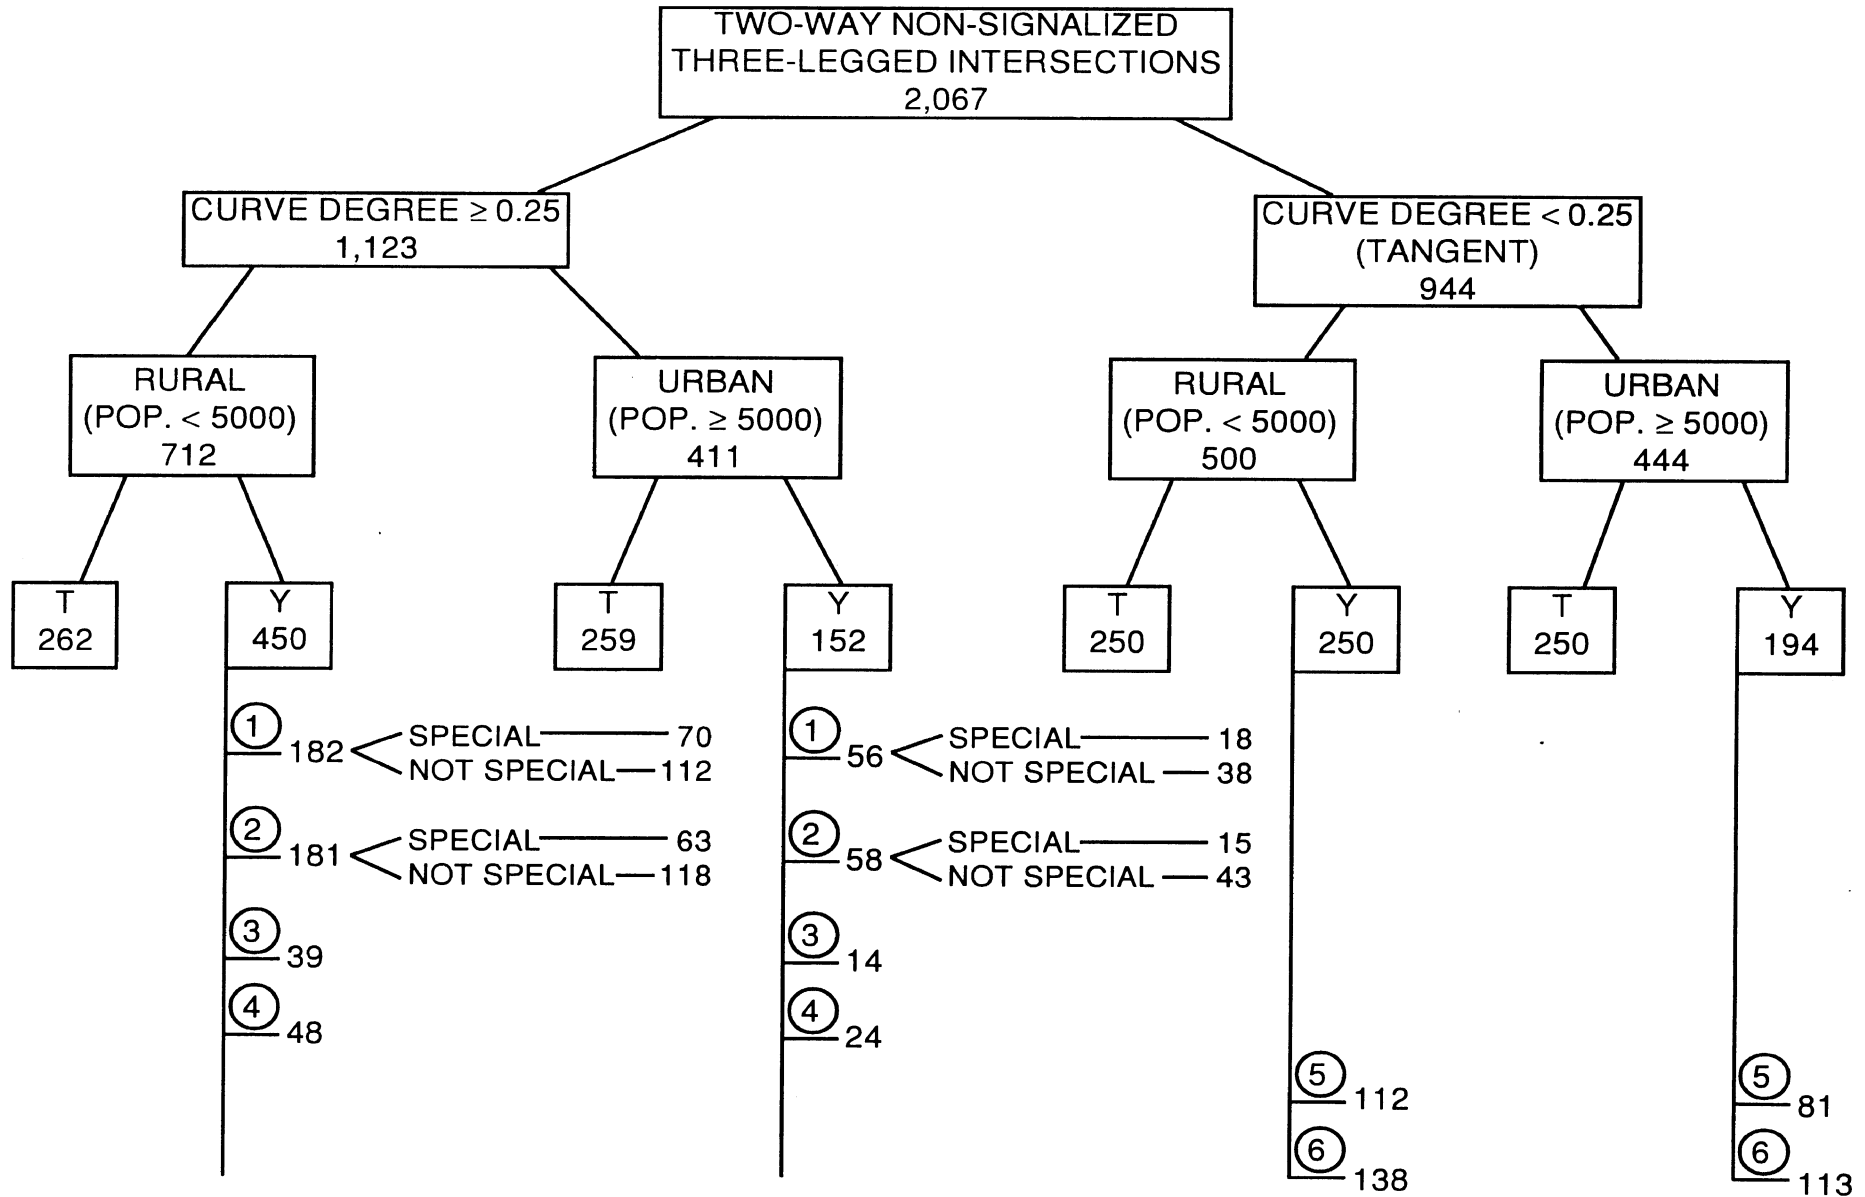 TWO-WAY NON-SIGNALIZED
THREE-LEGGED INTERSECTIONS
2,067
CURVE DEGREE ≥ 0.25
1,123
CURVE DEGREE < 0.25
(TANGENT)
944
RURAL
(POP. < 5000)
712
URBAN
(POP. ≥ 5000)
411
RURAL
(POP. < 5000)
500
URBAN
(POP. ≥ 5000)
444
T
262
Y
450
T
259
Y
152
T
250
Y
250
T
250
Y
194
1
182
SPECIAL 70
NOT SPECIAL 112
2
181
SPECIAL 63
NOT SPECIAL 118
3
39
4
48
1
56
SPECIAL 18
NOT SPECIAL 38
2
58
SPECIAL 15
NOT SPECIAL 43
3
14
4
24
5
112
6
138
5
81
6
113